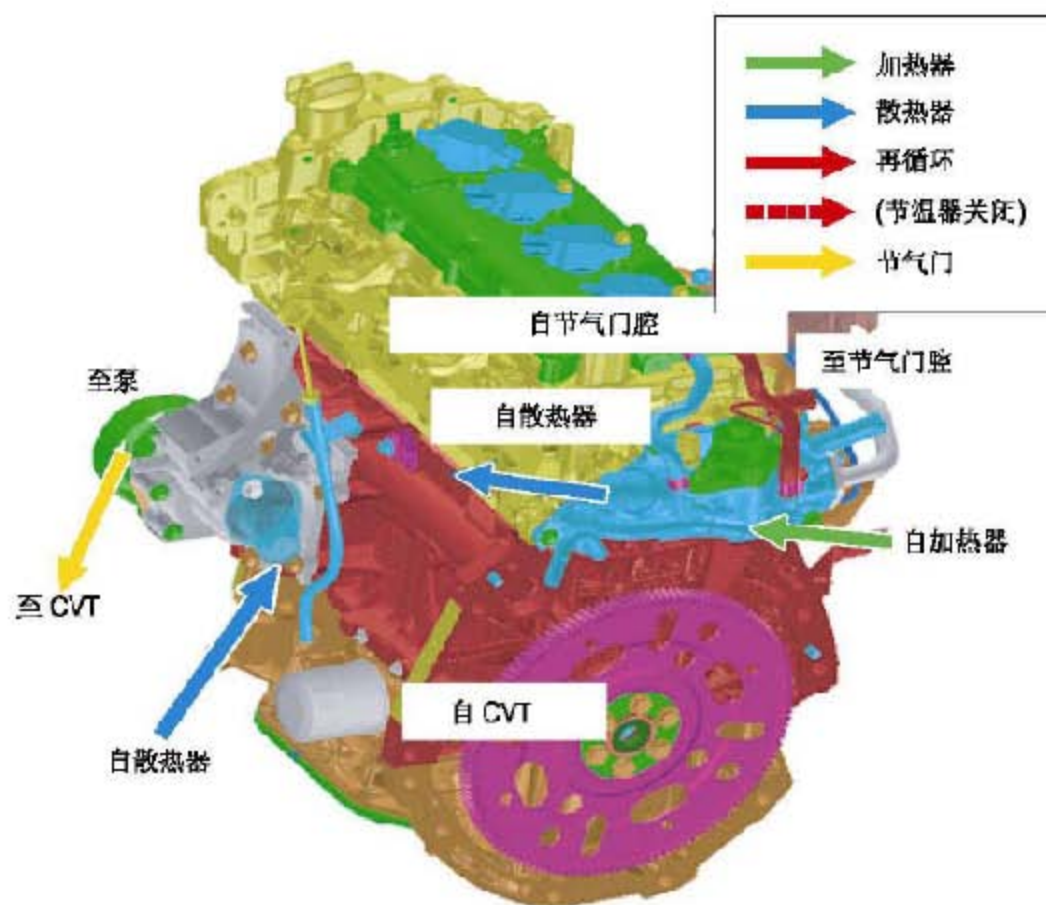 加热器
散热器
再循环
(节温器关闭)
节气门
自节气门腔
至节气门腔
至泵
自散热器
自加热器
至 CVT
自 CVT
自散热器